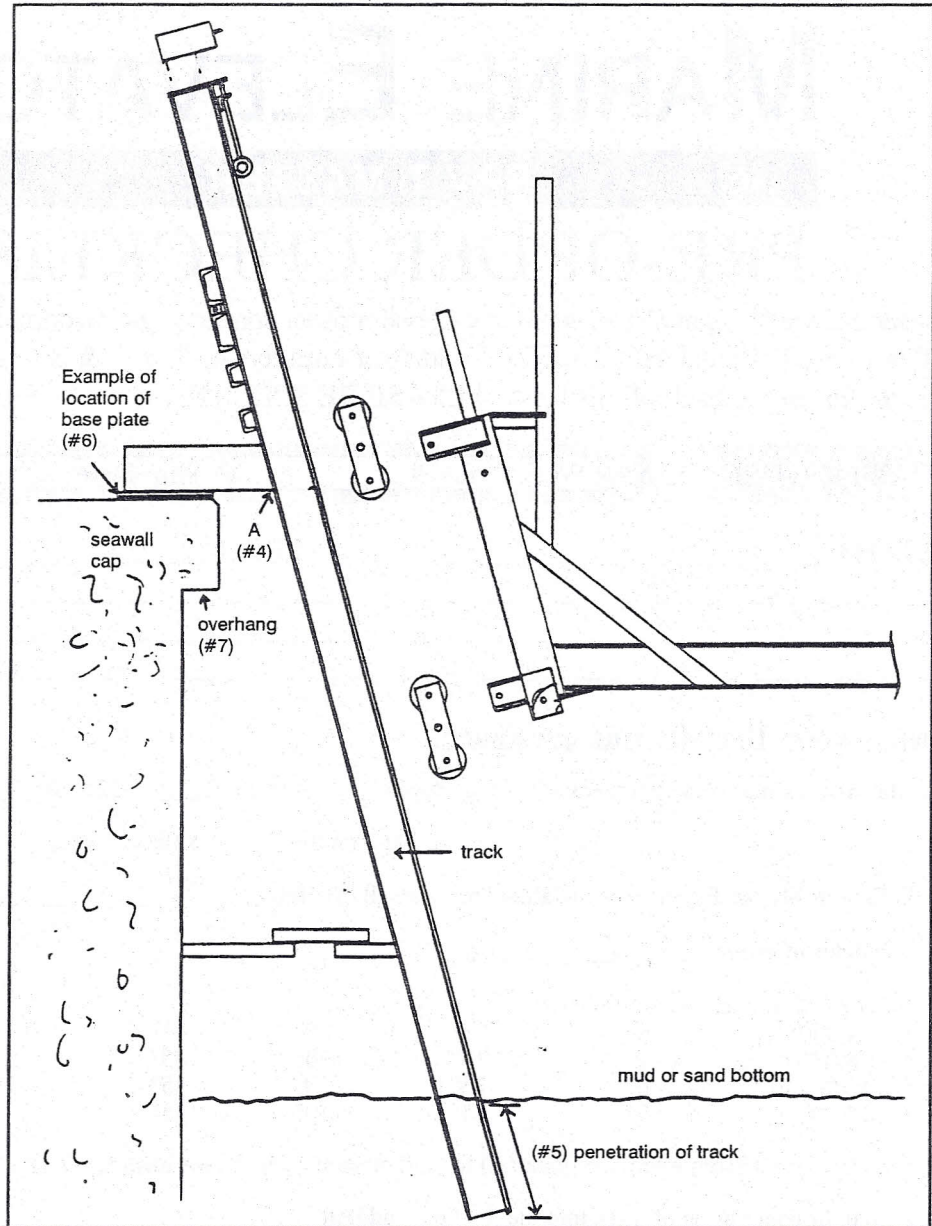 Example of
location of
base plate
(#6)
A
(#4)
seawall
cap
overhang
(#7)
track
mud or sand bottom
(#5) penetration of track